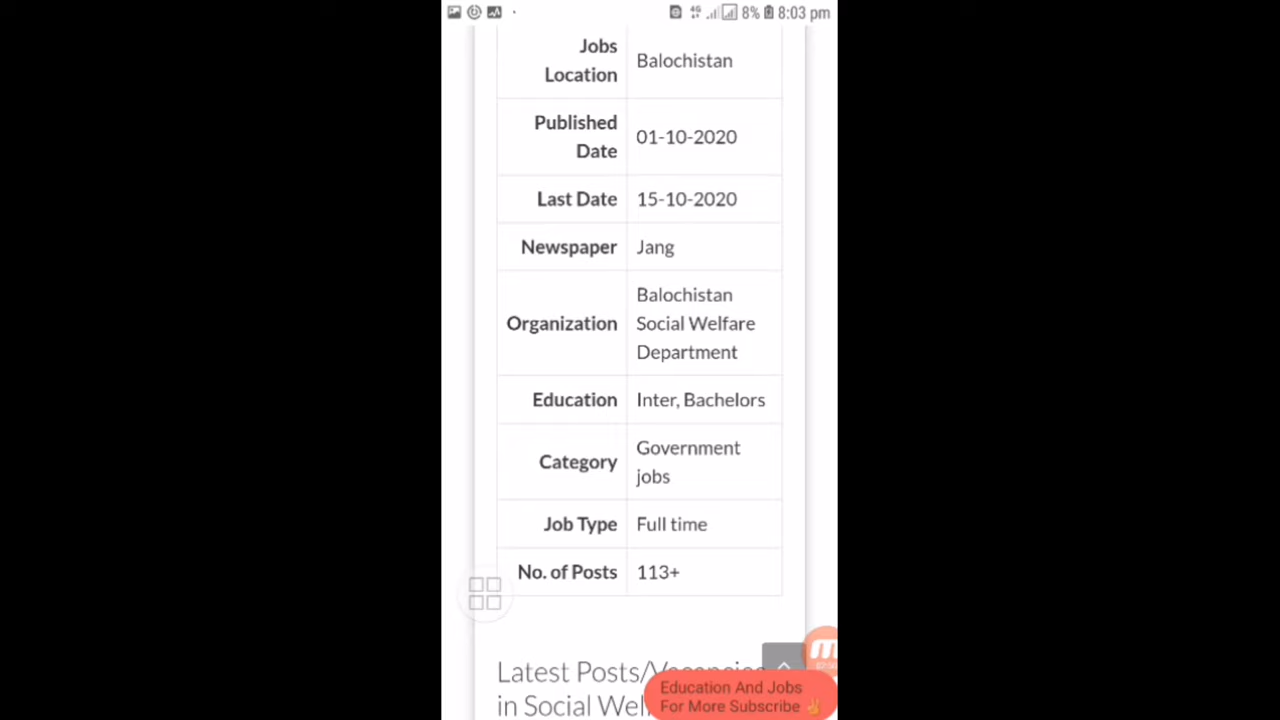 8% 8:03 pm
Jobs
Location
Balochistan
Published
Date
01-10-2020
Last Date 15-10-2020
Newspaper Jang
Organization
Balochistan
Social Welfare
Department
Education Inter, Bachelors
Category
Government
jobs
Job Type Full time
No. of Posts 113+
Latest Posts/Vacancies
in Social Wel
Education And Jobs
For More Subscribe ✌